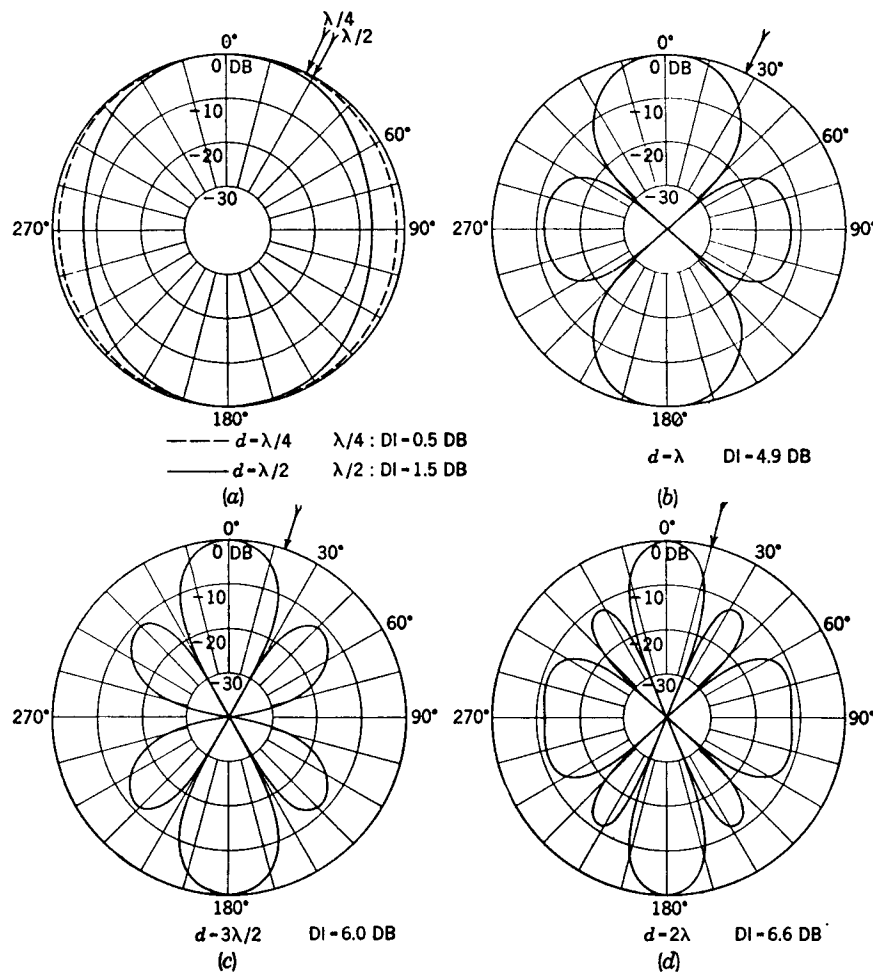 λ/4
λ/2
0°
0 DB
60°
-10
-20
-30
270°
90°
180°
d=λ/4 λ/4 : DI=0.5 DB
d=λ/2 λ/2 : DI=1.5 DB
(a)
0°
0 DB
30°
60°
-10
-20
-30
270°
90°
180°
d=λ DI=4.9 DB
(b)
0°
0 DB
30°
60°
-10
-20
-30
270°
90°
180°
d=3λ/2 DI=6.0 DB
(c)
0°
0 DB
30°
60°
-10
-20
-30
270°
90°
180°
d=2λ DI=6.6 DB
(d)